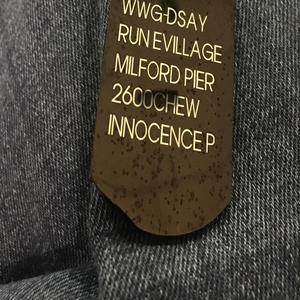 WWG-DSAY
RUN EVILLAGE
MILFORD PIER
2600CHEW
INNOCENCE P